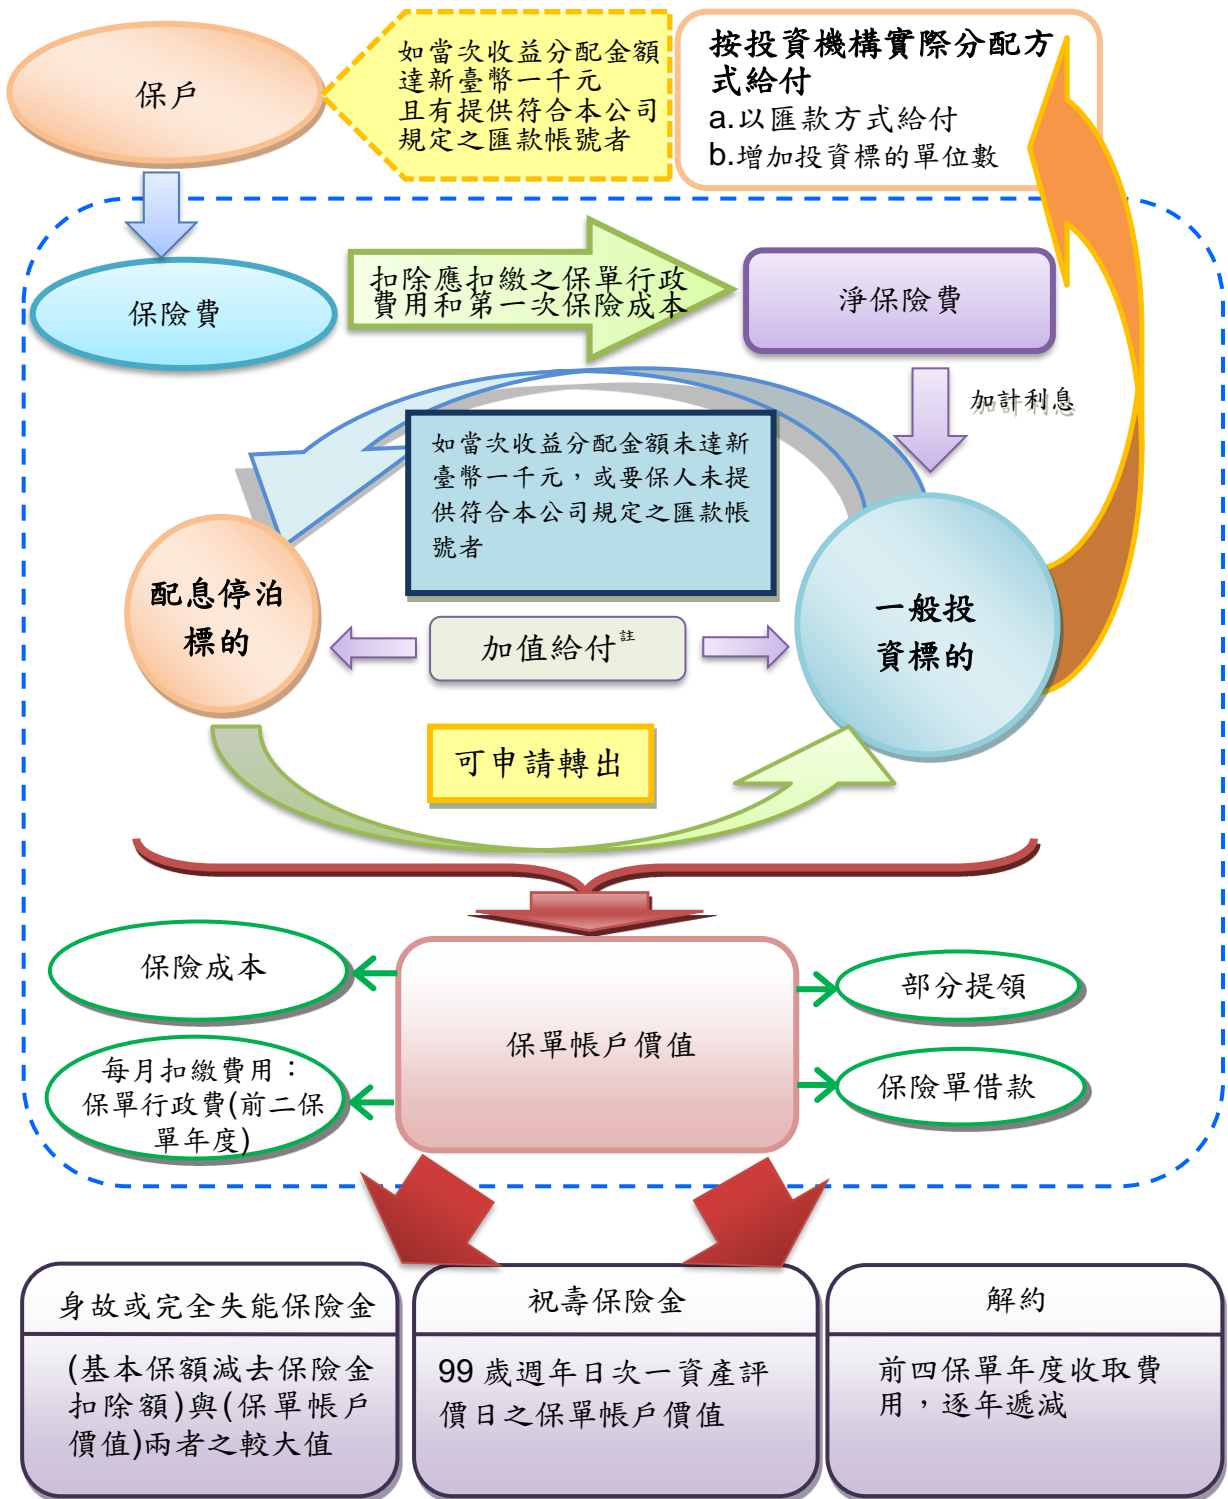 保戶
如當次收益分配金額
達新臺幣一千元
且有提供符合本公司
規定之匯款帳號者
按投資機構實際分配方
式給付
a.以匯款方式給付
b.增加投資標的單位數
保險費
扣除應扣繳之保單行政
費用和第一次保險成本
淨保險費
加計利息
如當次收益分配金額未達新
臺幣一千元，或要保人未提
供符合本公司規定之匯款帳
號者
配息停泊
標的
加值給付註
一般投
資標的
可申請轉出
保險成本
每月扣繳費用：
保單行政費(前二保
單年度)
保單帳戶價值
部分提領
保險單借款
身故或完全失能保險金
(基本保額減去保險金
扣除額)與(保單帳戶
價值)兩者之較大值
祝壽保險金
99 歲週年日次一資產評
價日之保單帳戶價值
解約
前四保單年度收取費
用，逐年遞減